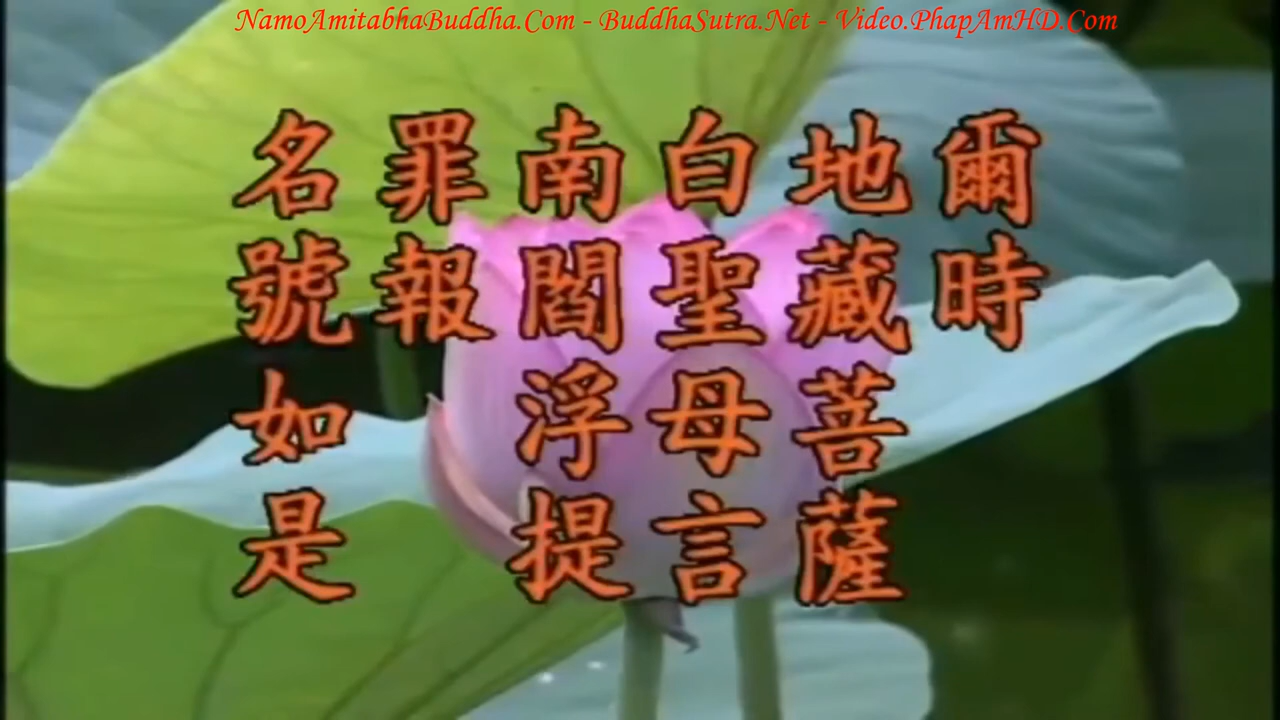 NamoAmitabhaBuddha.Com - BuddhaSutra.Net - Video.PhapAmHD.Com
爾時
地藏菩薩
白聖母言
南閻浮提
罪報
名號如是